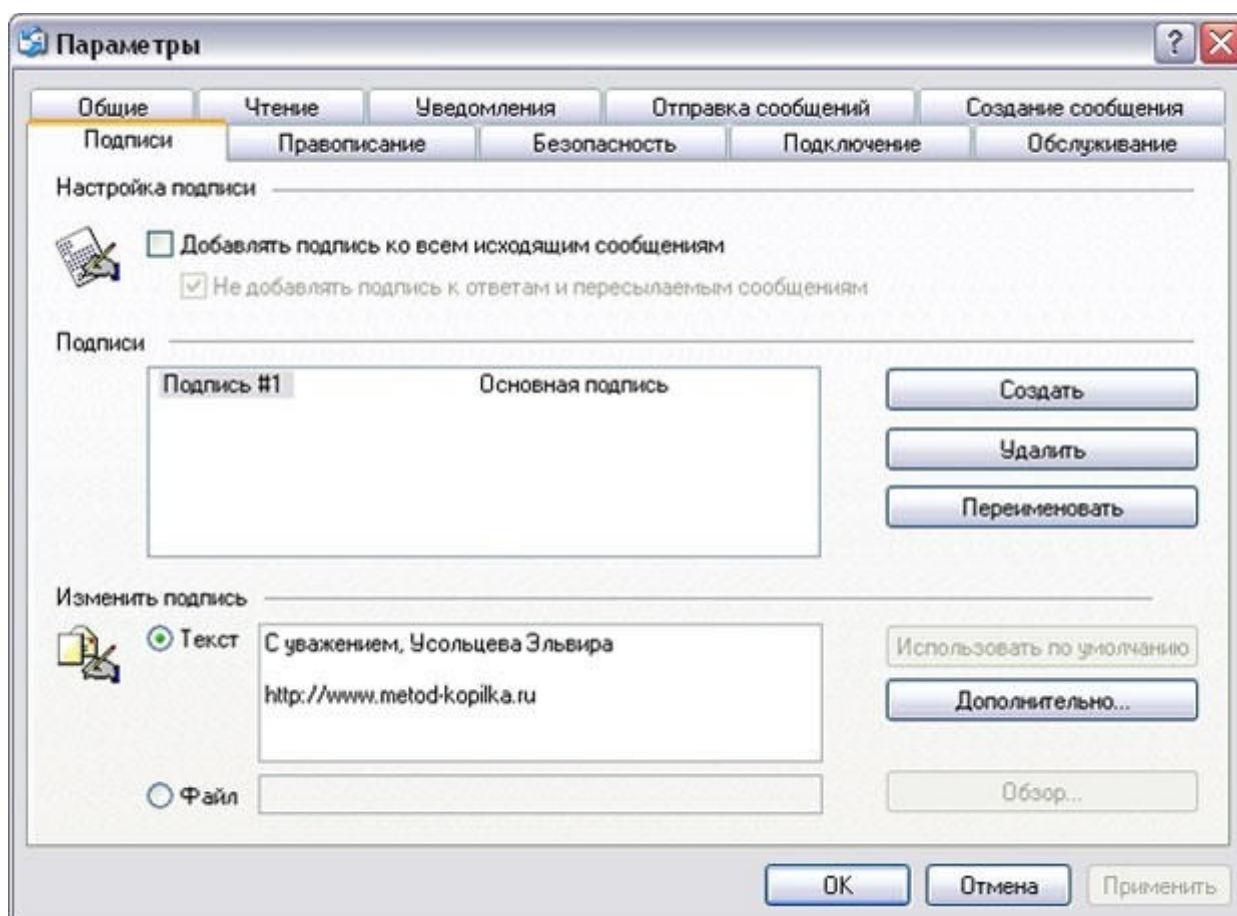 Параметры
Общие Чтение Уведомления Отправка сообщений Создание сообщения
Подписи Правописание Безопасность Подключение Обслуживание
Настройка подписи
Добавлять подпись ко всем исходящим сообщениям
Не добавлять подпись к ответам и пересылаемым сообщениям
Подписи
Подпись #1 Основная подпись
Создать
Удалить
Переименовать
Изменить подпись
Текст С уважением, Усольцева Эльвира
Использовать по умолчанию
http://www.metod-kopilka.ru
Дополнительно...
Файл
Обзор...
OK Отмена Применить